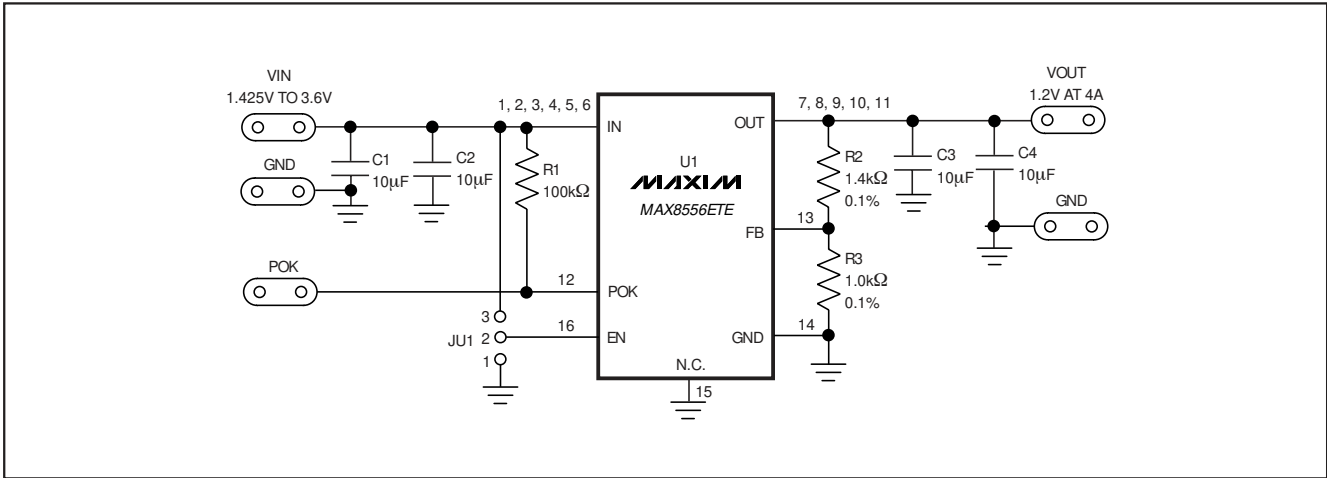 VIN
1.425V TO 3.6V
GND
C1
10µF
C2
10µF
1, 2, 3, 4, 5, 6
R1
100kΩ
POK
12
3
JU1 2
1
16
IN
POK
EN
U1
MAXIM
MAX8556ETE
OUT
FB
GND
N.C.
15
7, 8, 9, 10, 11
13
14
R2
1.4kΩ
0.1%
R3
1.0kΩ
0.1%
C3
10µF
C4
10µF
VOUT
1.2V AT 4A
GND